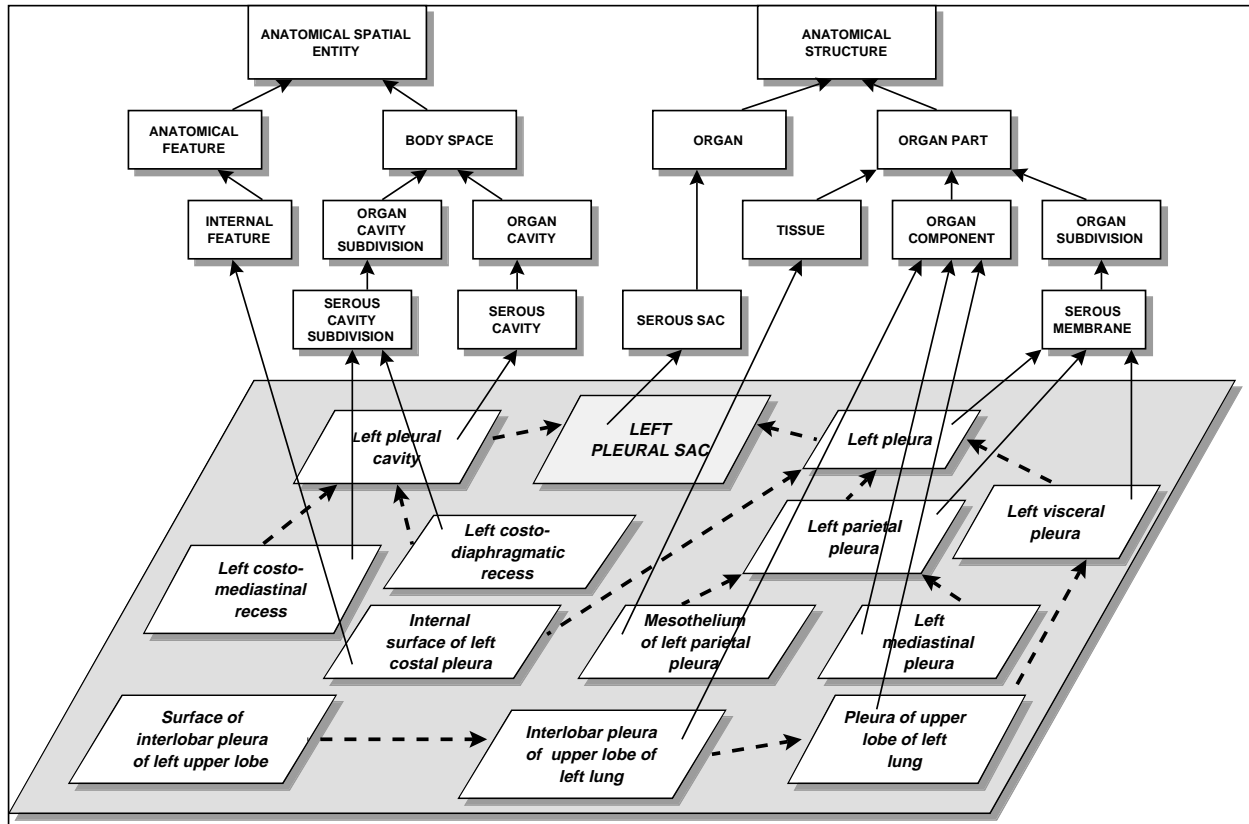 ANATOMICAL SPATIAL
ENTITY
ANATOMICAL
STRUCTURE
ANATOMICAL
FEATURE
BODY SPACE
ORGAN
ORGAN PART
INTERNAL
FEATURE
ORGAN
CAVITY
SUBDIVISION
ORGAN
CAVITY
TISSUE
ORGAN
COMPONENT
ORGAN
SUBDIVISION
SEROUS
CAVITY
SUBDIVISION
SEROUS
CAVITY
SEROUS SAC
SEROUS
MEMBRANE
Left pleural
cavity
LEFT
PLEURAL SAC
Left pleura
Left costo-
mediastinal
recess
Left costo-
diaphragmatic
recess
Left parietal
pleura
Left visceral
pleura
Internal
surface of left
costal pleura
Mesothelium
of left parietal
pleura
Left
mediastinal
pleura
Surface of
interlobar pleura
of left upper lobe
Interlobar pleura
of upper lobe of
left lung
Pleura of upper
lobe of left
lung